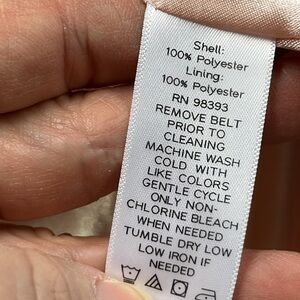 Shell:
100% Polyester
Lining:
100% Polyester
RN 98393
REMOVE BELT
PRIOR TO
CLEANING
MACHINE WASH
COLD WITH
LIKE COLORS
GENTLE CYCLE
ONLY NON-
CHLORINE BLEACH
WHEN NEEDED
TUMBLE DRY LOW
LOW IRON IF
NEEDED